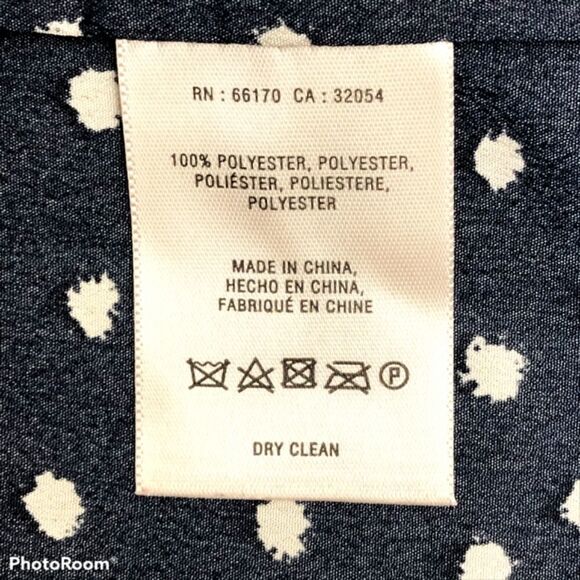 RN : 66170 CA : 32054
100% POLYESTER, POLYESTER,
POLIÉSTER, POLIESTERE,
POLYESTER
MADE IN CHINA,
HECHO EN CHINA,
FABRIQUÉ EN CHINE
P
DRY CLEAN
PhotoRoom